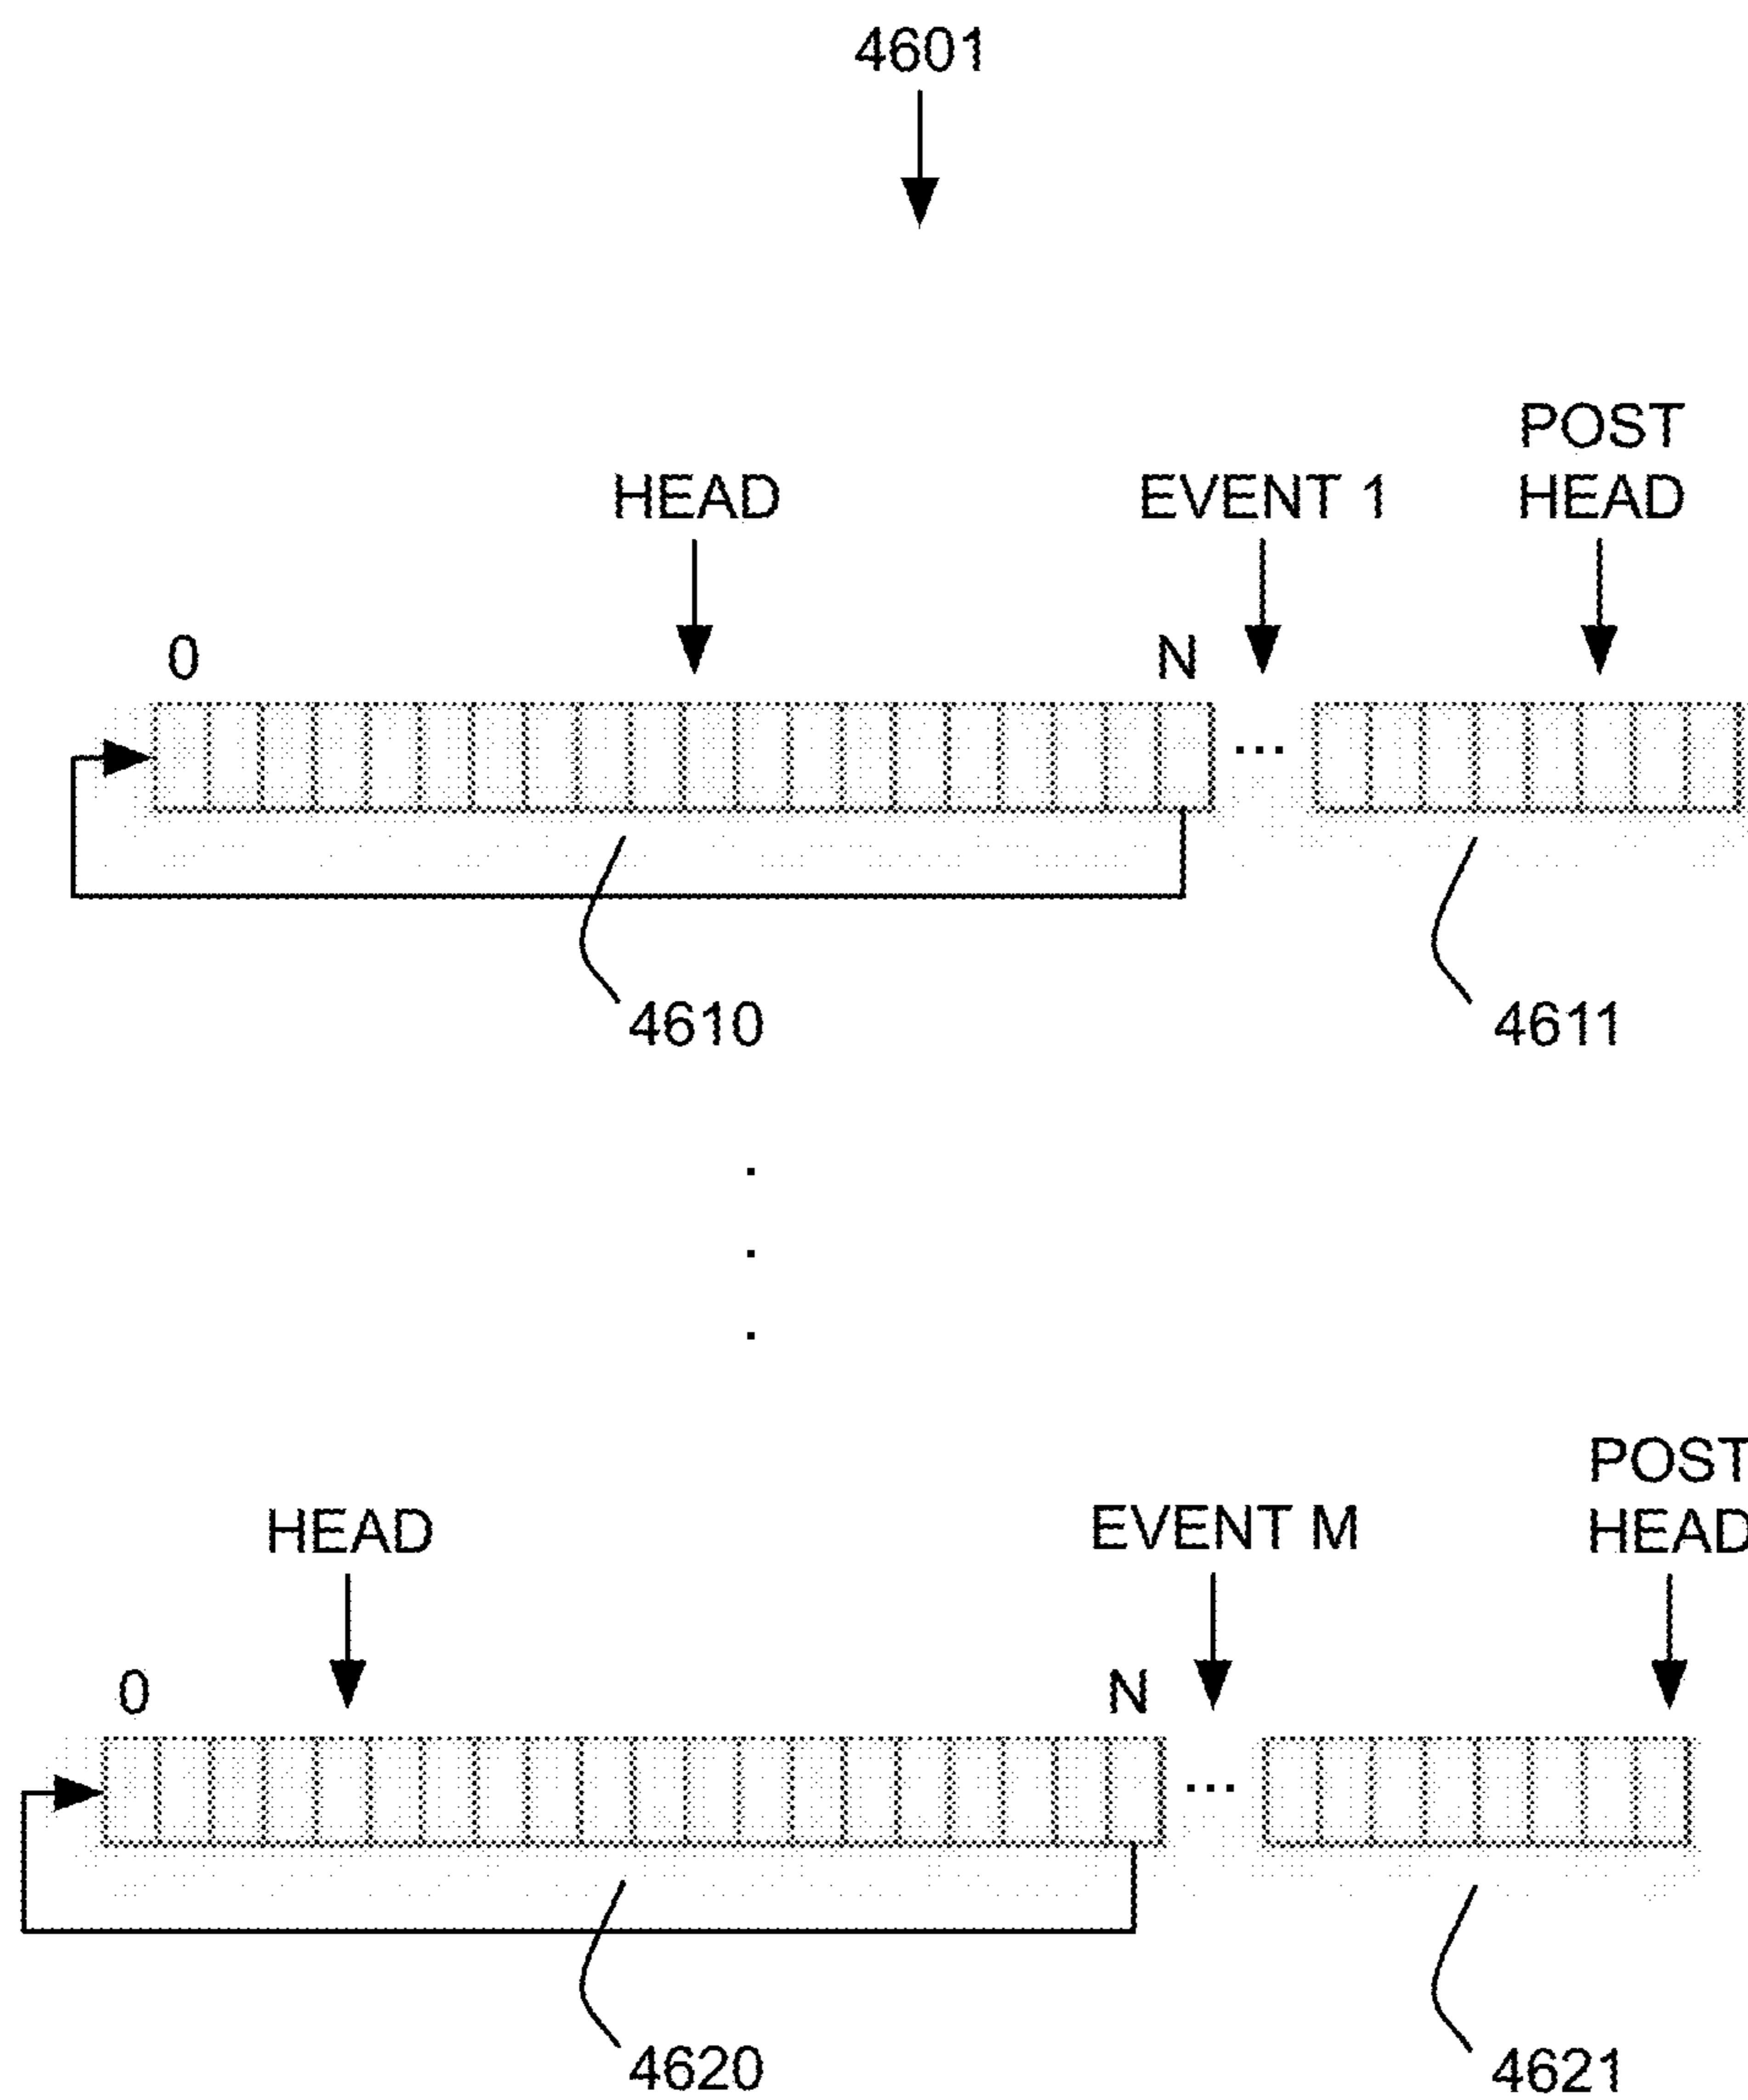 4601
POST
HEAD EVENT 1 HEAD
0 N
...
4610 4611
.
.
.
POST
HEAD EVENT M HEAD
0 N
...
4620 4621